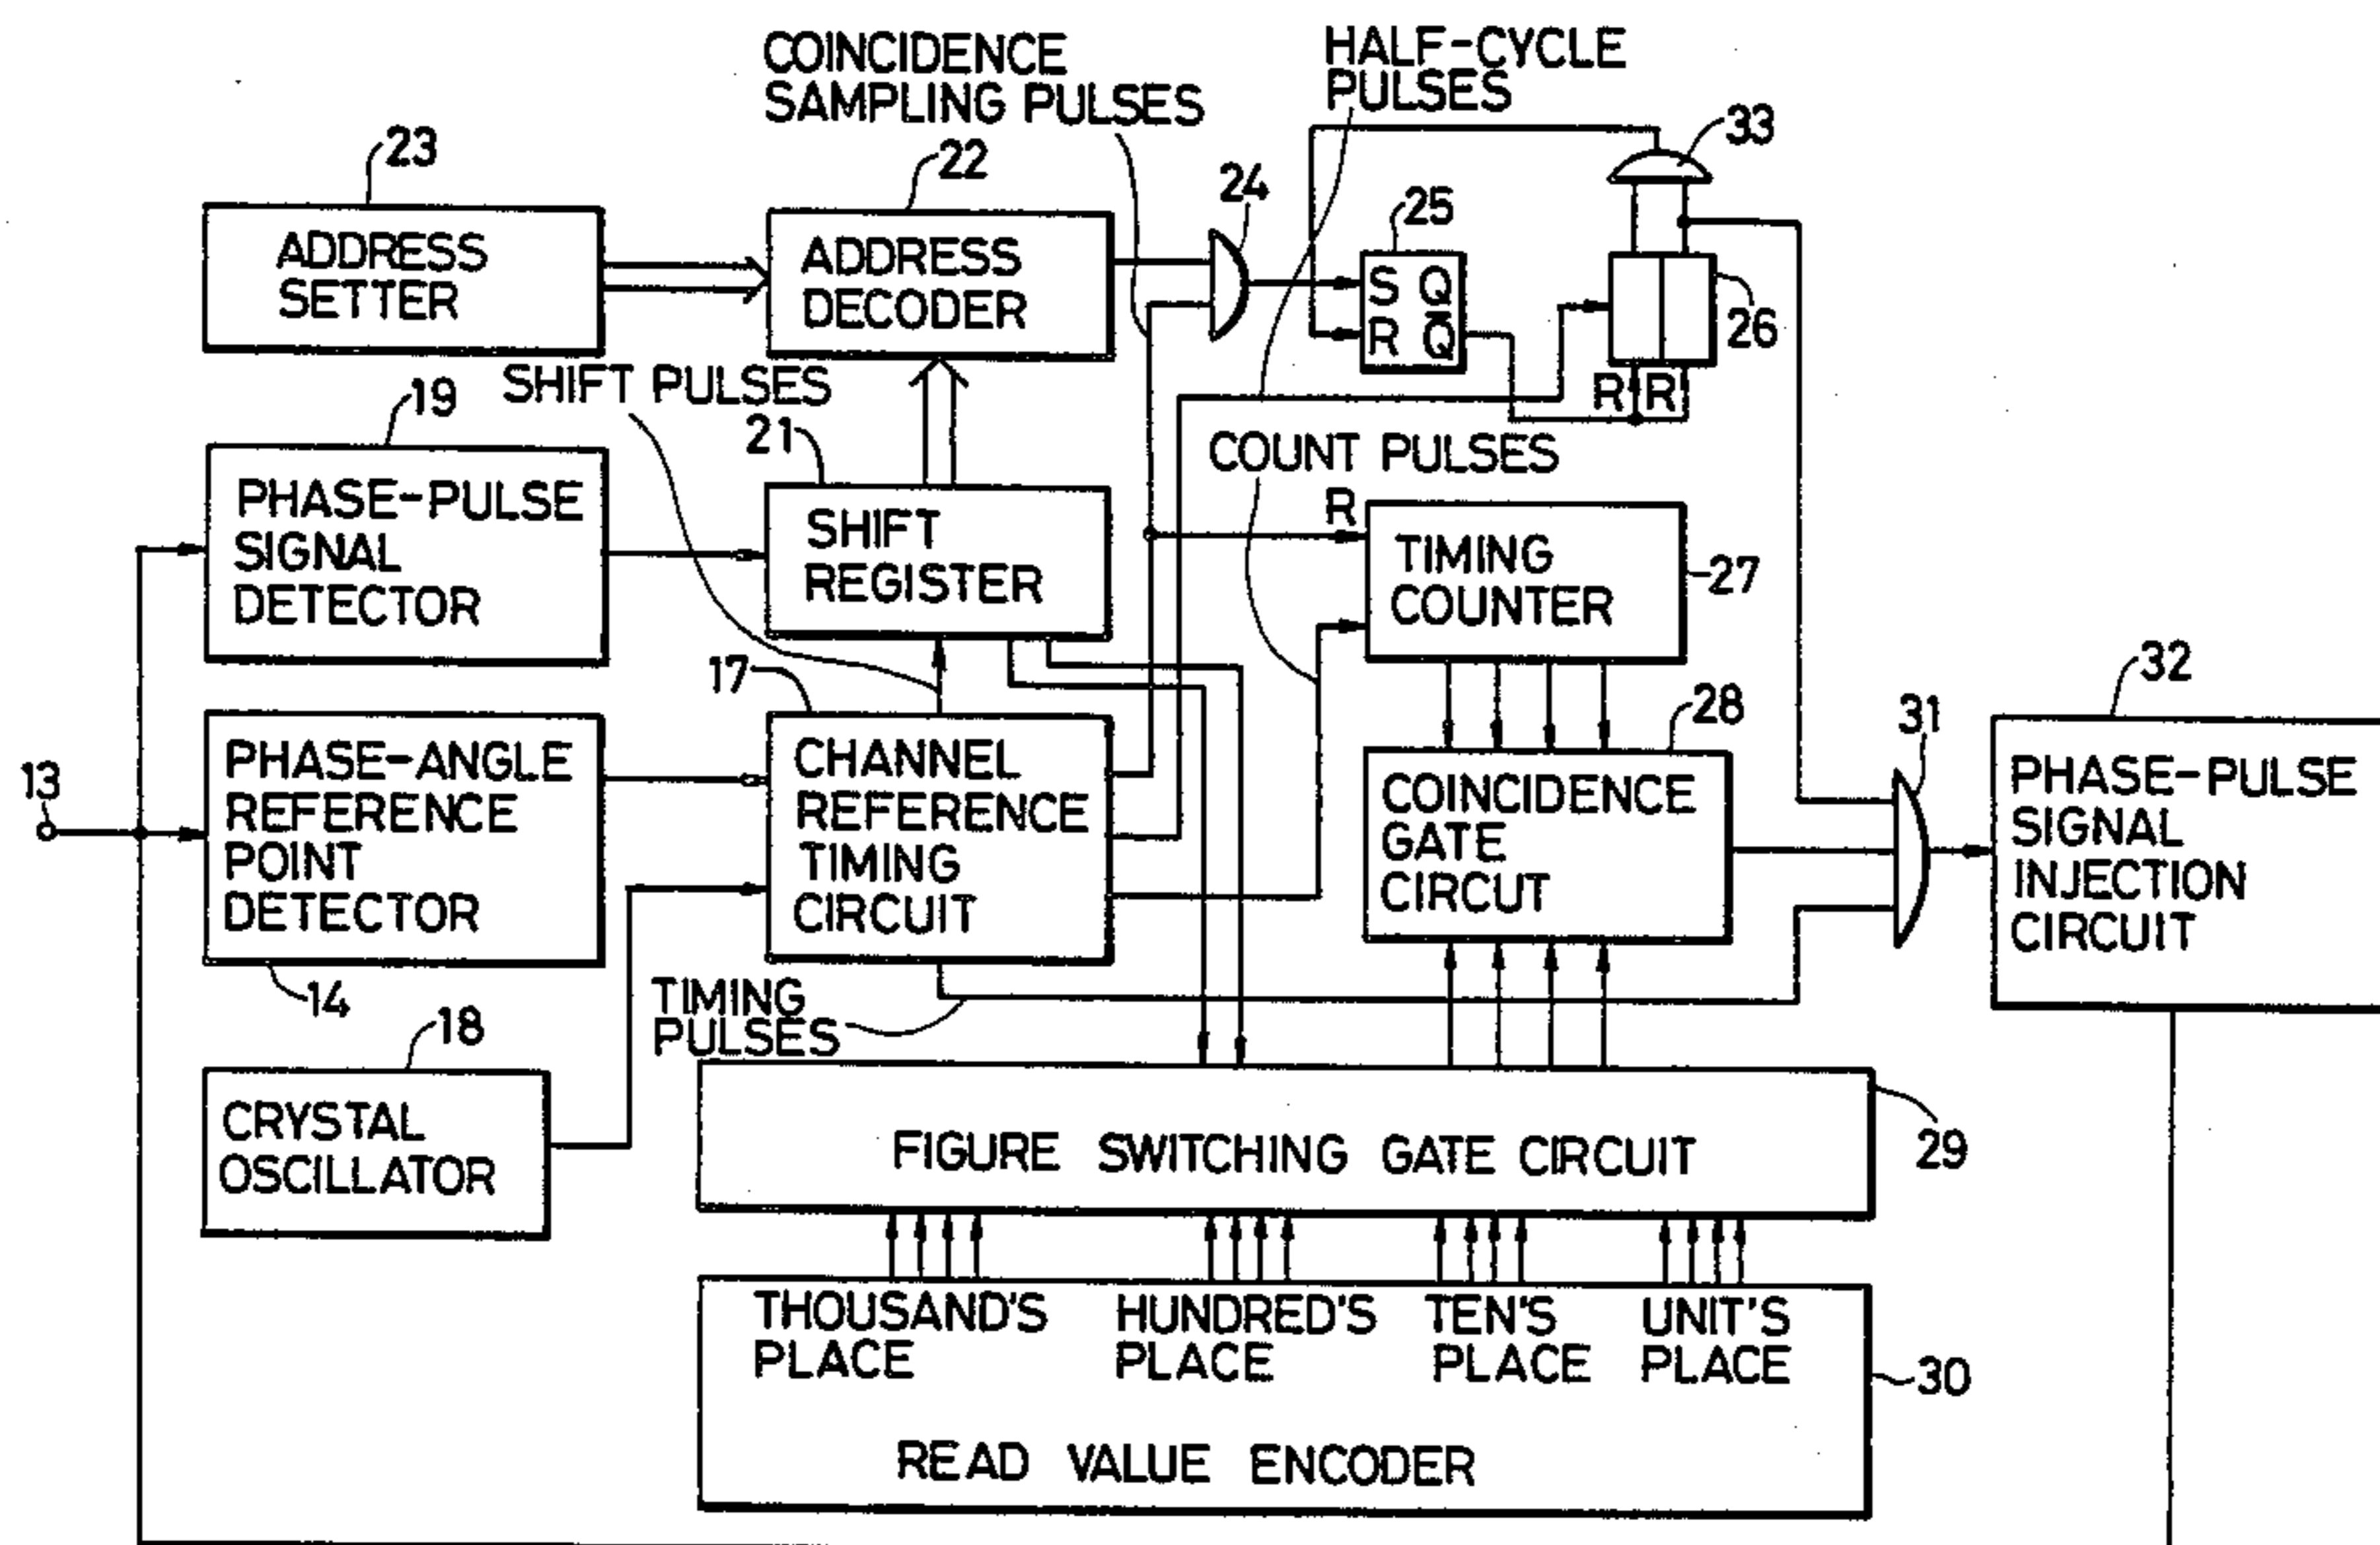 COINCIDENCE
SAMPLING PULSES
HALF-CYCLE
PULSES
33
23
22
24
25
ADDRESS
SETTER
ADDRESS
DECODER
S Q
R Q̅
26
R R
SHIFT PULSES
19
21
COUNT PULSES
PHASE-PULSE
SIGNAL
DETECTOR
SHIFT
REGISTER
R
TIMING
COUNTER
27
17
28
32
31
13
PHASE-ANGLE
REFERENCE
POINT
DETECTOR
CHANNEL
REFERENCE
TIMING
CIRCUIT
COINCIDENCE
GATE
CIRCUT
PHASE-PULSE
SIGNAL
INJECTION
CIRCUIT
14
TIMING
PULSES
18
CRYSTAL
OSCILLATOR
FIGURE SWITCHING GATE CIRCUIT
29
THOUSAND'S
PLACE
HUNDRED'S
PLACE
TEN'S
PLACE
UNIT'S
PLACE
30
READ VALUE ENCODER